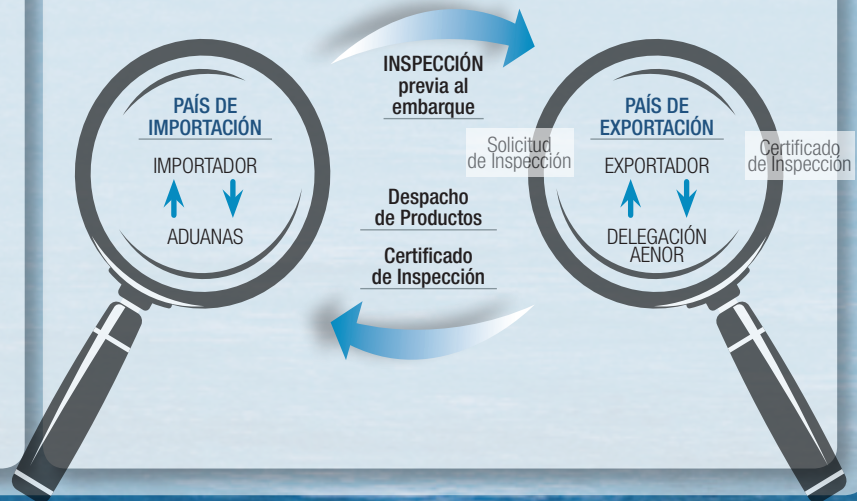 PAÍS DE
IMPORTACIÓN
IMPORTADOR
ADUANAS
INSPECCIÓN
previa al
embarque
Despacho
de Productos
Certificado
de Inspección
Solicitud
de Inspección
PAÍS DE
EXPORTACIÓN
EXPORTADOR
DELEGACIÓN
AENOR
Certificado
de Inspección